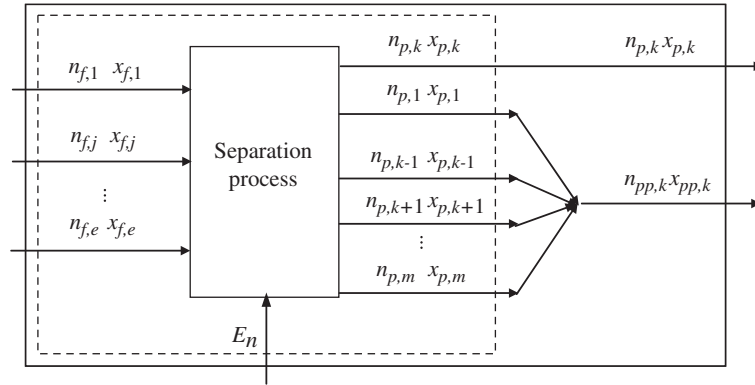 n_{p,k} x_{p,k}
n_{p,k} x_{p,k}
n_{f,1} x_{f,1}
n_{p,1} x_{p,1}
n_{f,j} x_{f,j}
Separation
process
n_{p,k-1} x_{p,k-1}
n_{pp,k} x_{pp,k}
⋮
n_{p,k+1} x_{p,k+1}
n_{f,e} x_{f,e}
⋮
n_{p,m} x_{p,m}
E_n